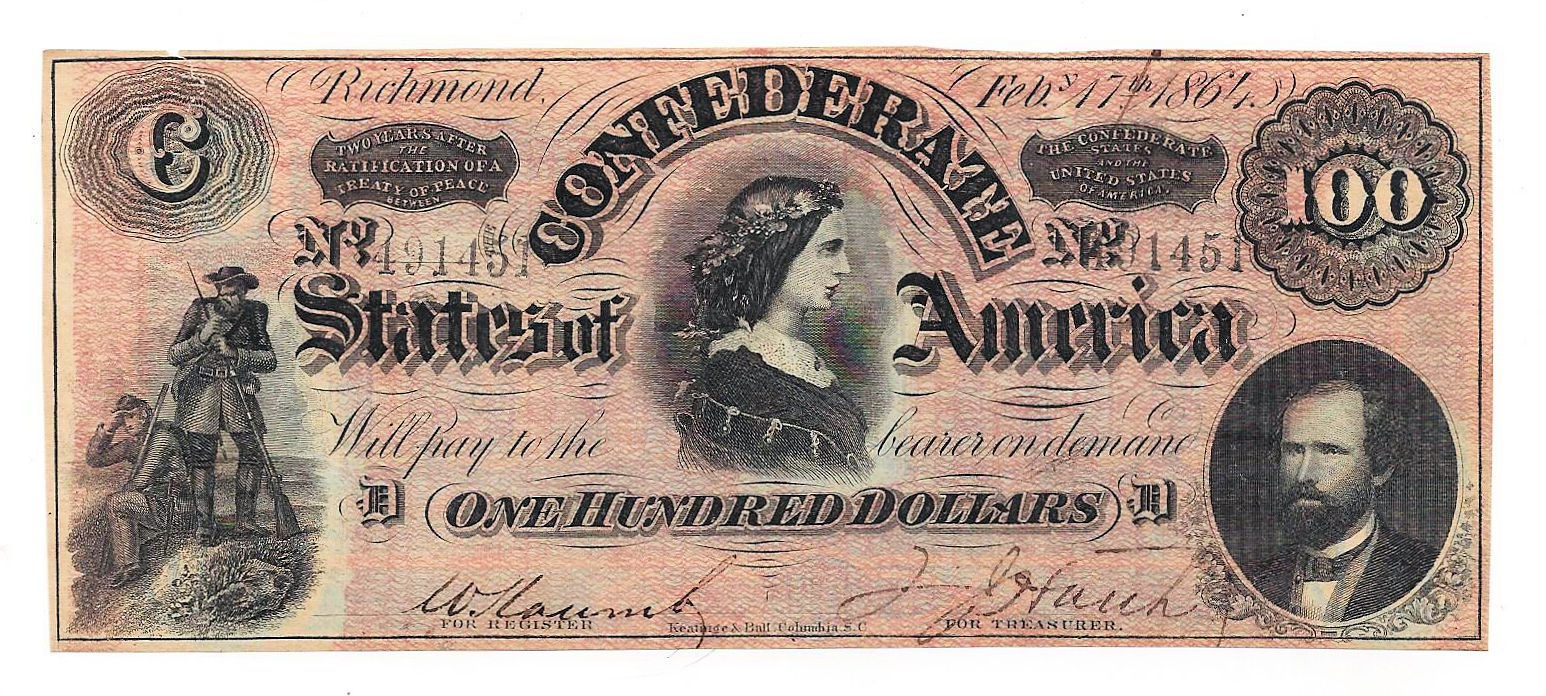 Richmond,
Feby. 17th 1864.
C
100
TWO YEARS AFTER
THE
RATIFICATION OF A
TREATY OF PEACE
BETWEEN
THE CONFEDERATE
STATES
AND THE
UNITED STATES
OF AMERICA.
CONFEDERATE
No 491451
No 491451
States of America
Will pay to the bearer on demand
D ONE HUNDRED DOLLARS D
FOR REGISTER
Keatinge & Ball, Columbia, S.C.
FOR TREASURER.